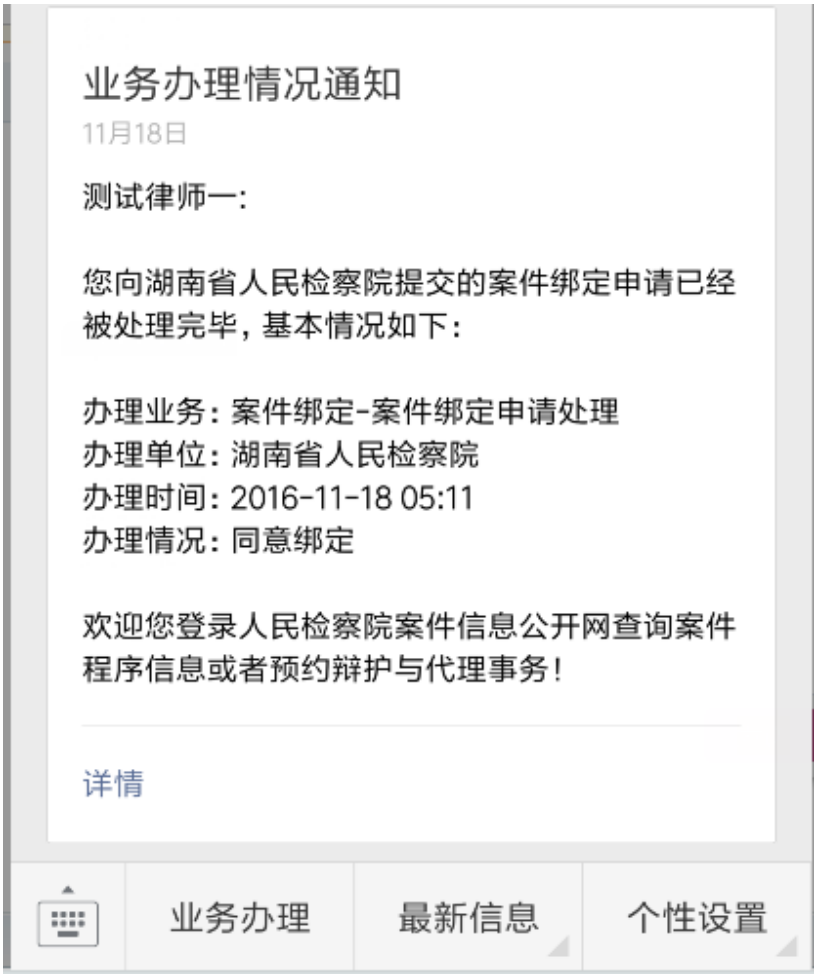 业务办理情况通知
11月18日
测试律师一:
您向湖南省人民检察院提交的案件绑定申请已经
被处理完毕，基本情况如下：
办理业务：案件绑定-案件绑定申请处理
办理单位：湖南省人民检察院
办理时间：2016-11-18 05:11
办理情况：同意绑定
欢迎您登录人民检察院案件信息公开网查询案件
程序信息或者预约辩护与代理事务！
详情
业务办理
最新信息
个性设置